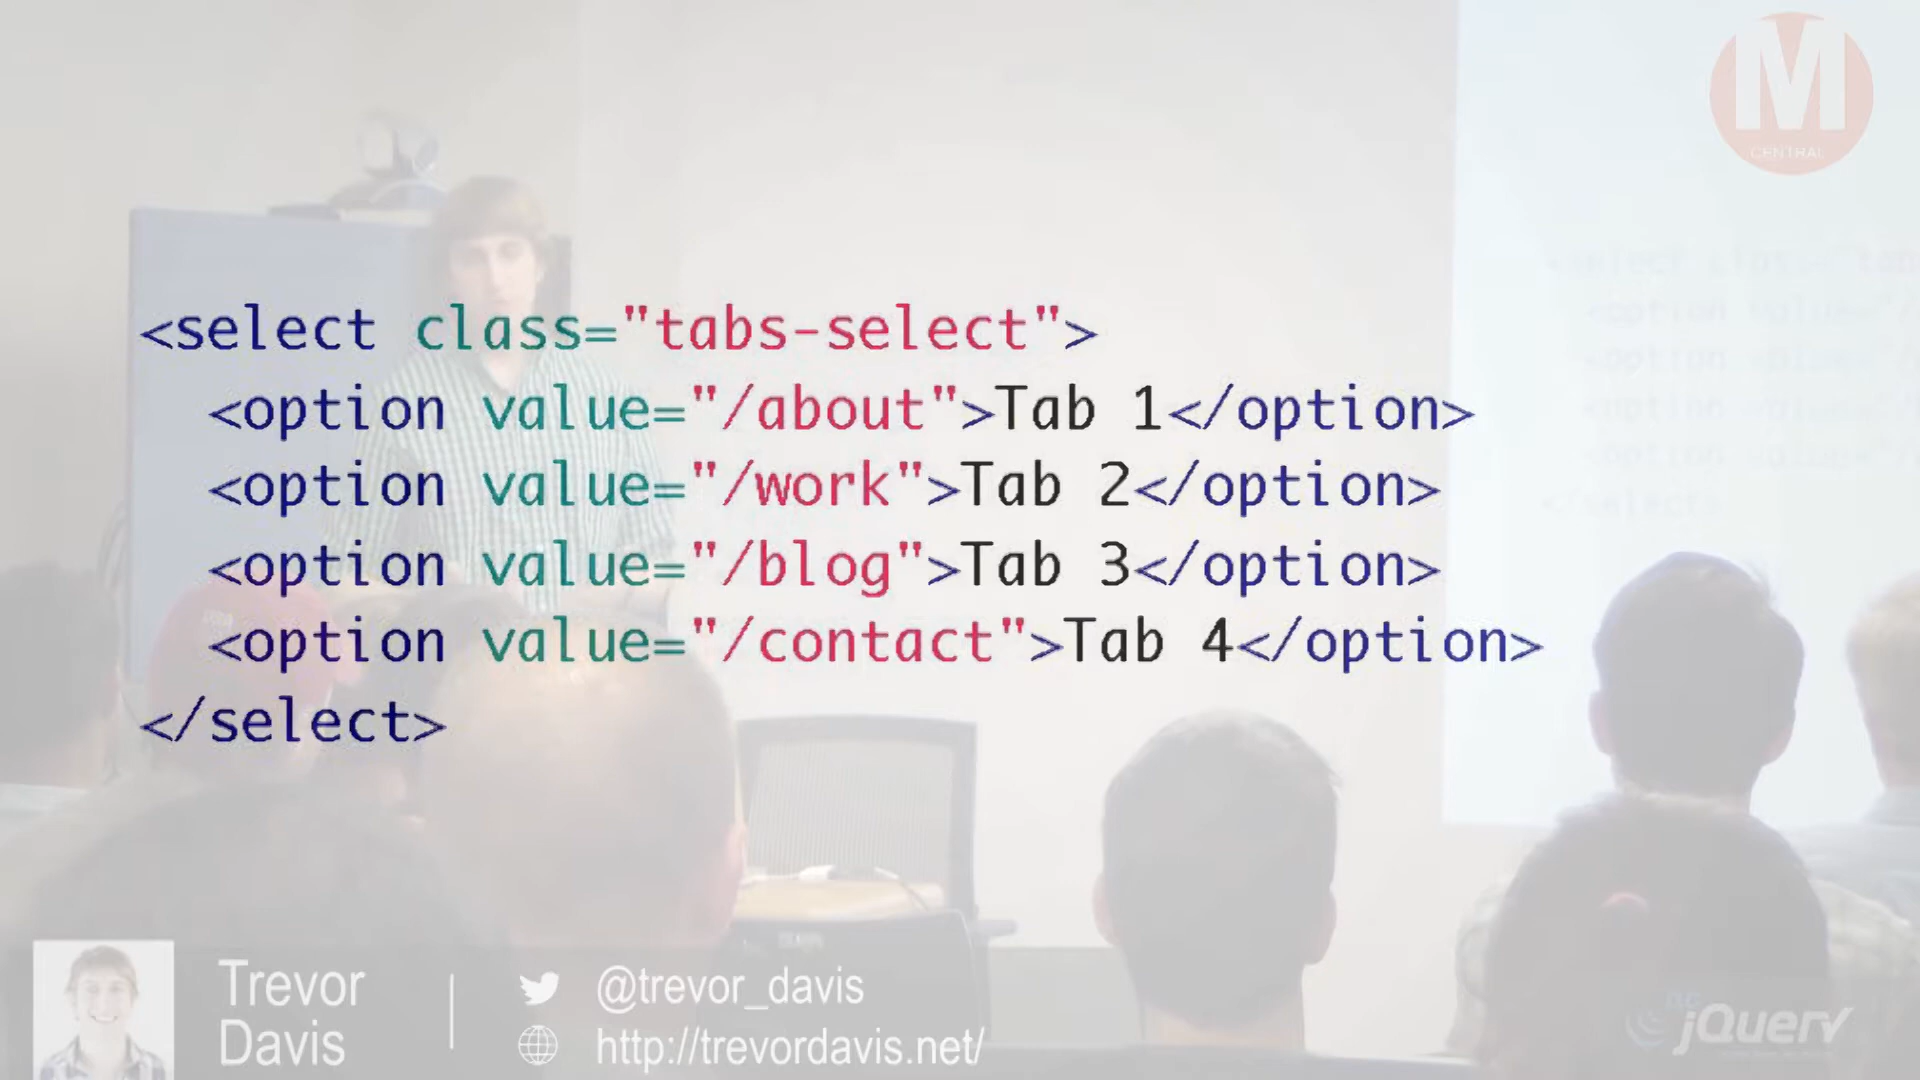 M
CENTRAL
<select class="tabs-select">
<option value="/about">Tab 1</option>
<option value="/work">Tab 2</option>
<option value="/blog">Tab 3</option>
<option value="/contact">Tab 4</option>
</select>
Trevor
Davis
@trevor_davis
http://trevordavis.net/
jQuery